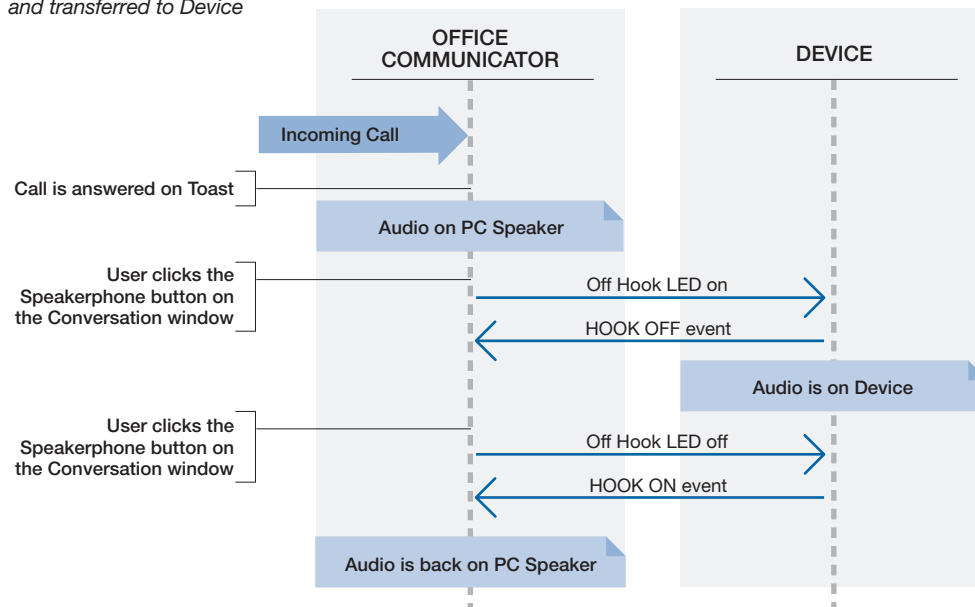 and transferred to Device
OFFICE
COMMUNICATOR
DEVICE
Incoming Call
Call is answered on Toast
Audio on PC Speaker
User clicks the
Speakerphone button on
the Conversation window
Off Hook LED on
HOOK OFF event
Audio is on Device
User clicks the
Speakerphone button on
the Conversation window
Off Hook LED off
HOOK ON event
Audio is back on PC Speaker